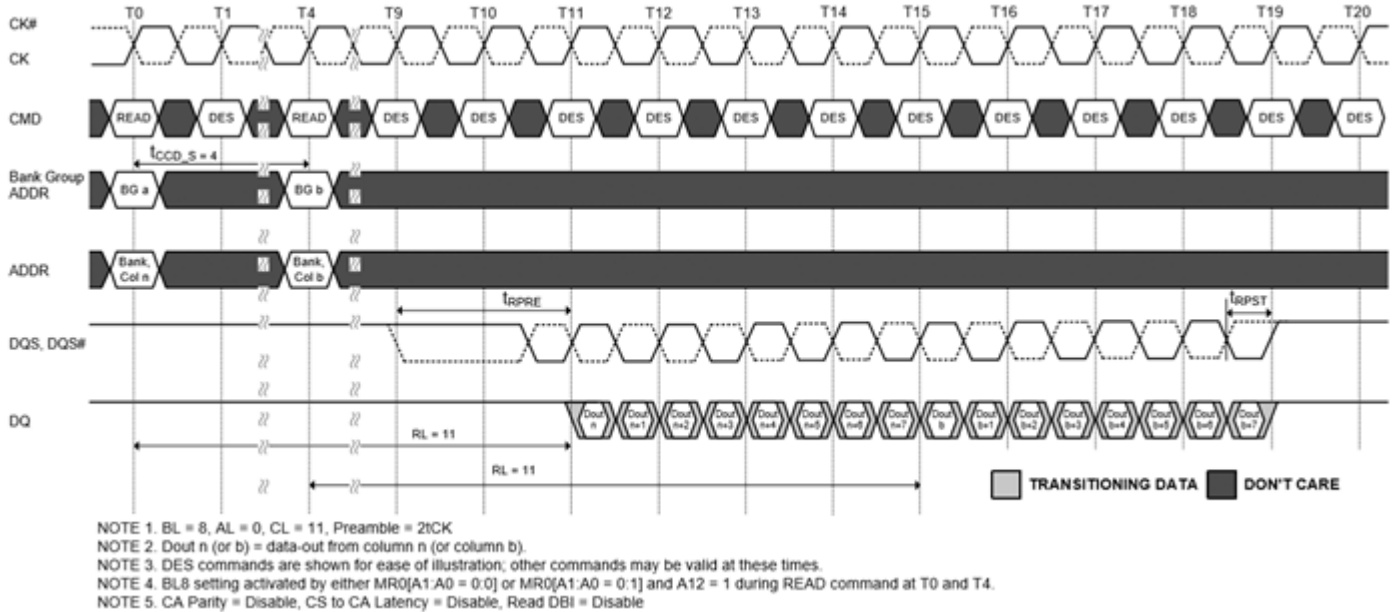 T0 T1 T4 T9 T10 T11 T12 T13 T14 T15 T16 T17 T18 T19 T20
CK#
CK
CMD READ DES READ DES DES DES DES DES DES DES DES DES DES DES DES
tCCD_S = 4
Bank Group
ADDR
BG a BG b
ADDR
Bank, Col n
Bank, Col b
tRPRE tRPST
DQS, DQS#
DQ
Dout n
Dout n+1
Dout n+2
Dout n+3
Dout n+4
Dout n+5
Dout n+6
Dout n+7
Dout b
Dout b+1
Dout b+2
Dout b+3
Dout b+4
Dout b+5
Dout b+6
Dout b+7
RL = 11
RL = 11
TRANSITIONING DATA DON'T CARE
NOTE 1. BL = 8, AL = 0, CL = 11, Preamble = 2tCK
NOTE 2. Dout n (or b) = data-out from column n (or column b).
NOTE 3. DES commands are shown for ease of illustration; other commands may be valid at these times.
NOTE 4. BL8 setting activated by either MR0[A1:A0 = 0:0] or MR0[A1:A0 = 0:1] and A12 = 1 during READ command at T0 and T4.
NOTE 5. CA Parity = Disable, CS to CA Latency = Disable, Read DBI = Disable